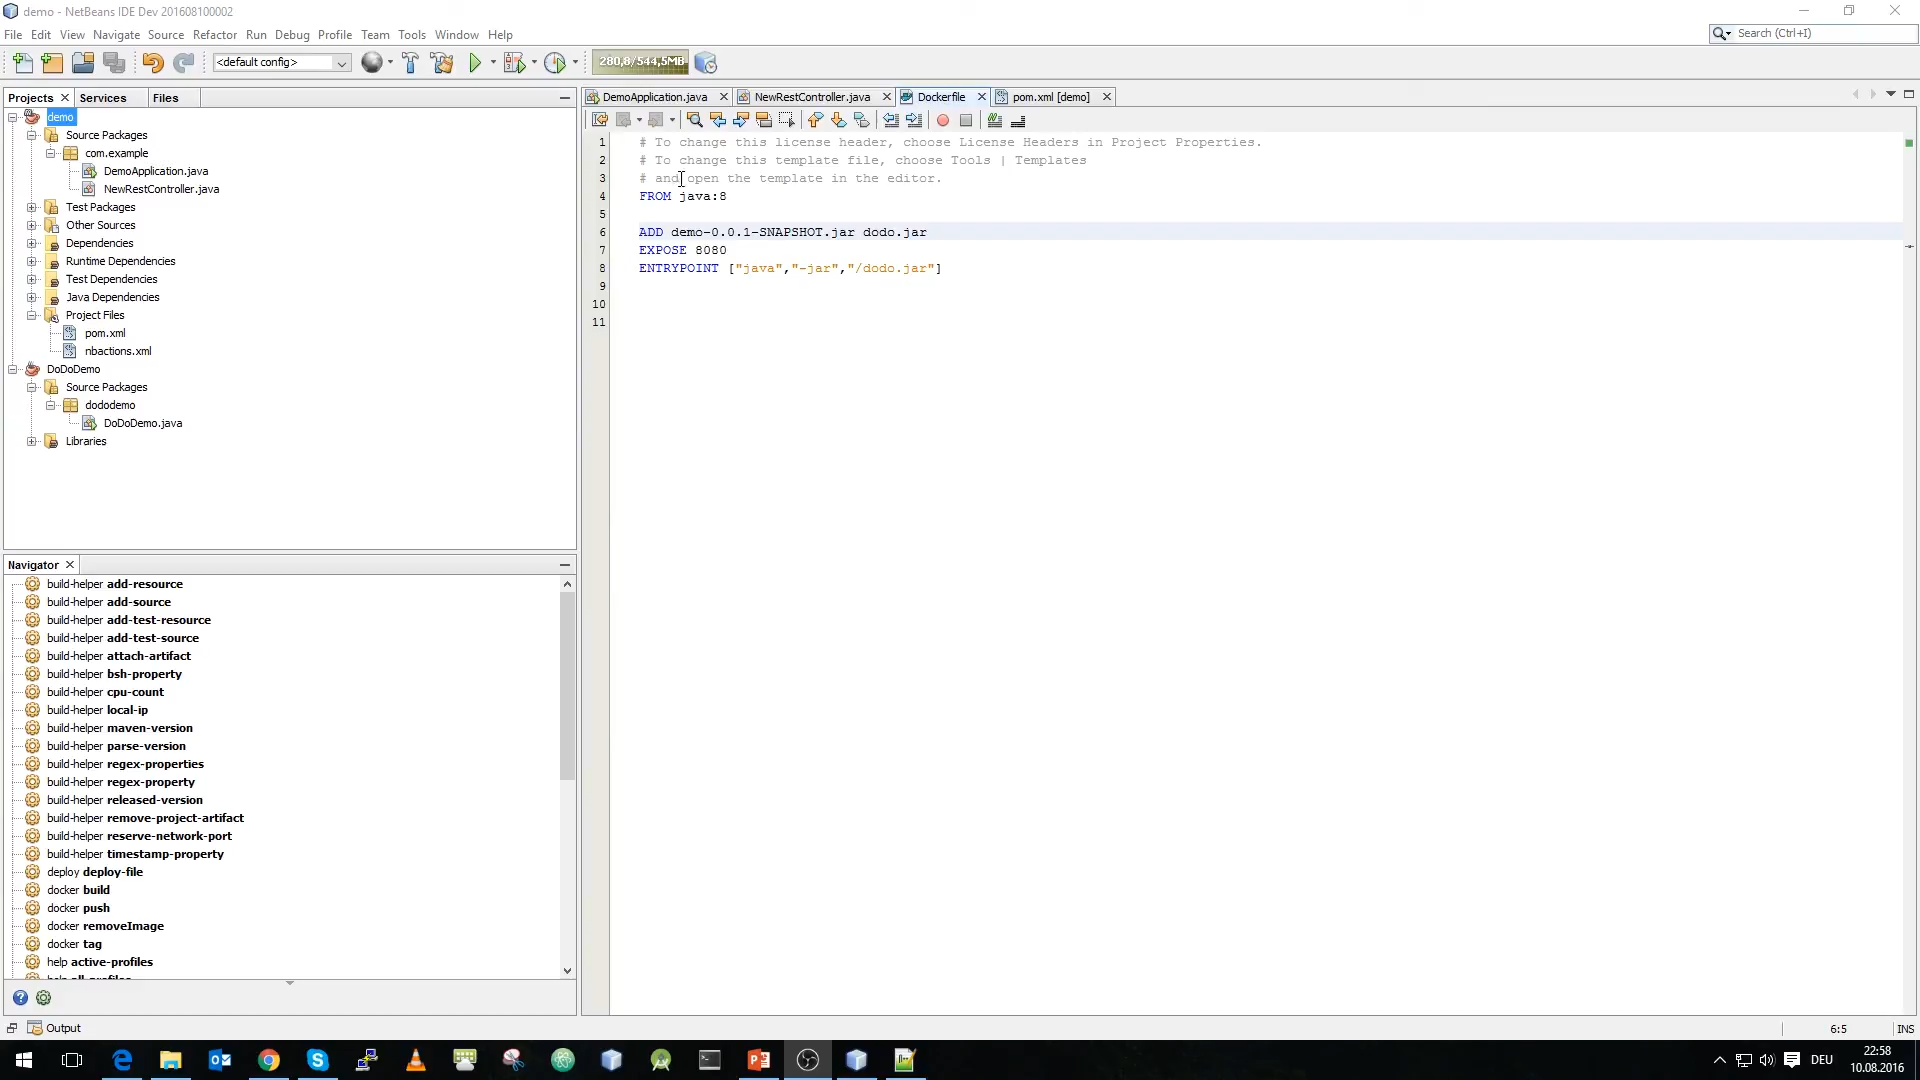 demo - NetBeans IDE Dev 201608100002
File Edit View Navigate Source Refactor Run Debug Profile Team Tools Window Help
Search (Ctrl+I)
<default config>
280,8/544,5MB
Projects
Services
Files
demo
Source Packages
com.example
DemoApplication.java
NewRestController.java
Test Packages
Other Sources
Dependencies
Runtime Dependencies
Test Dependencies
Java Dependencies
Project Files
pom.xml
nbactions.xml
DoDoDemo
Source Packages
dododemo
DoDoDemo.java
Libraries
Navigator
build-helper add-resource
build-helper add-source
build-helper add-test-resource
build-helper add-test-source
build-helper attach-artifact
build-helper bsh-property
build-helper cpu-count
build-helper local-ip
build-helper maven-version
build-helper parse-version
build-helper regex-properties
build-helper regex-property
build-helper released-version
build-helper remove-project-artifact
build-helper reserve-network-port
build-helper timestamp-property
deploy deploy-file
docker build
docker push
docker removeImage
docker tag
help active-profiles
DemoApplication.java
NewRestController.java
Dockerfile
pom.xml [demo]
1 # To change this license header, choose License Headers in Project Properties.
2 # To change this template file, choose Tools | Templates
3 # and open the template in the editor.
4 FROM java:8
5
6 ADD demo-0.0.1-SNAPSHOT.jar dodo.jar
7 EXPOSE 8080
8 ENTRYPOINT ["java","-jar","/dodo.jar"]
9
10
11
Output
6:5
INS
DEU
22:58
10.08.2016